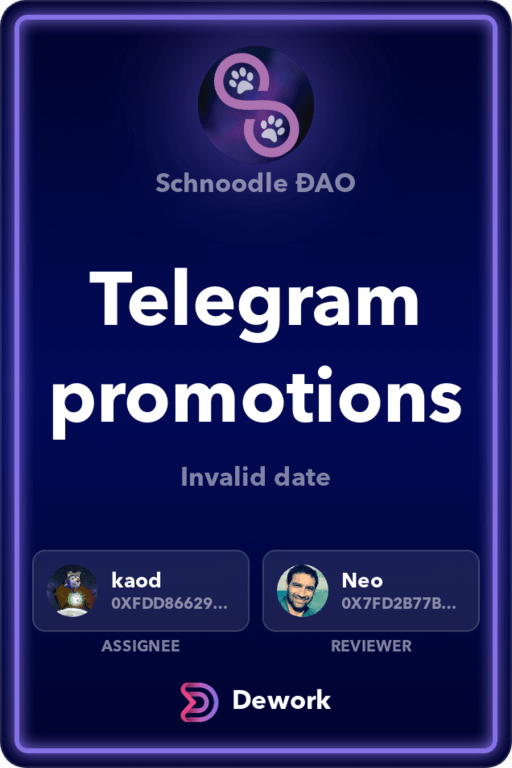 Schnoodle ĐAO
Telegram
promotions
Invalid date
kaod
0XFDD86629...
Neo
0X7FD2B77B...
ASSIGNEE
REVIEWER
Dework